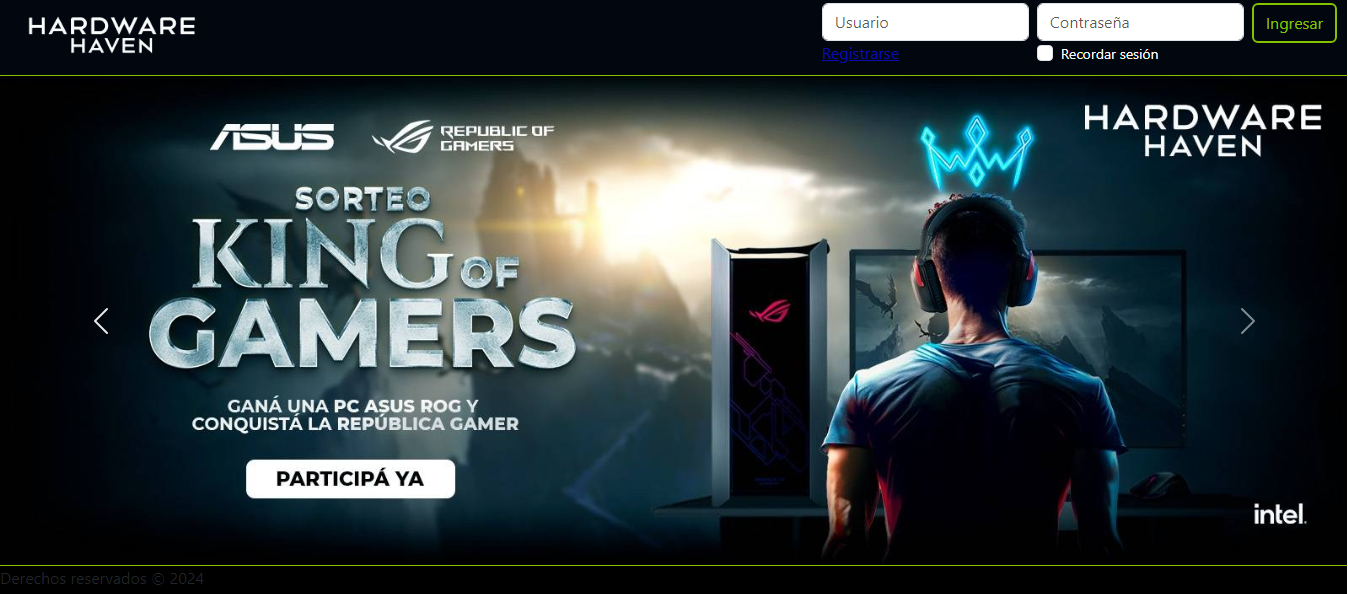 HARDWARE
HAVEN
Usuario
Contraseña
Ingresar
Registrarse
Recordar sesión
ASUS
REPUBLIC OF
GAMERS
HARDWARE
HAVEN
SORTEO
KING OF
GAMERS
GANÁ UNA PC ASUS ROG Y
CONQUISTÁ LA REPÚBLICA GAMER
PARTICIPÁ YA
intel.
Derechos reservados © 2024